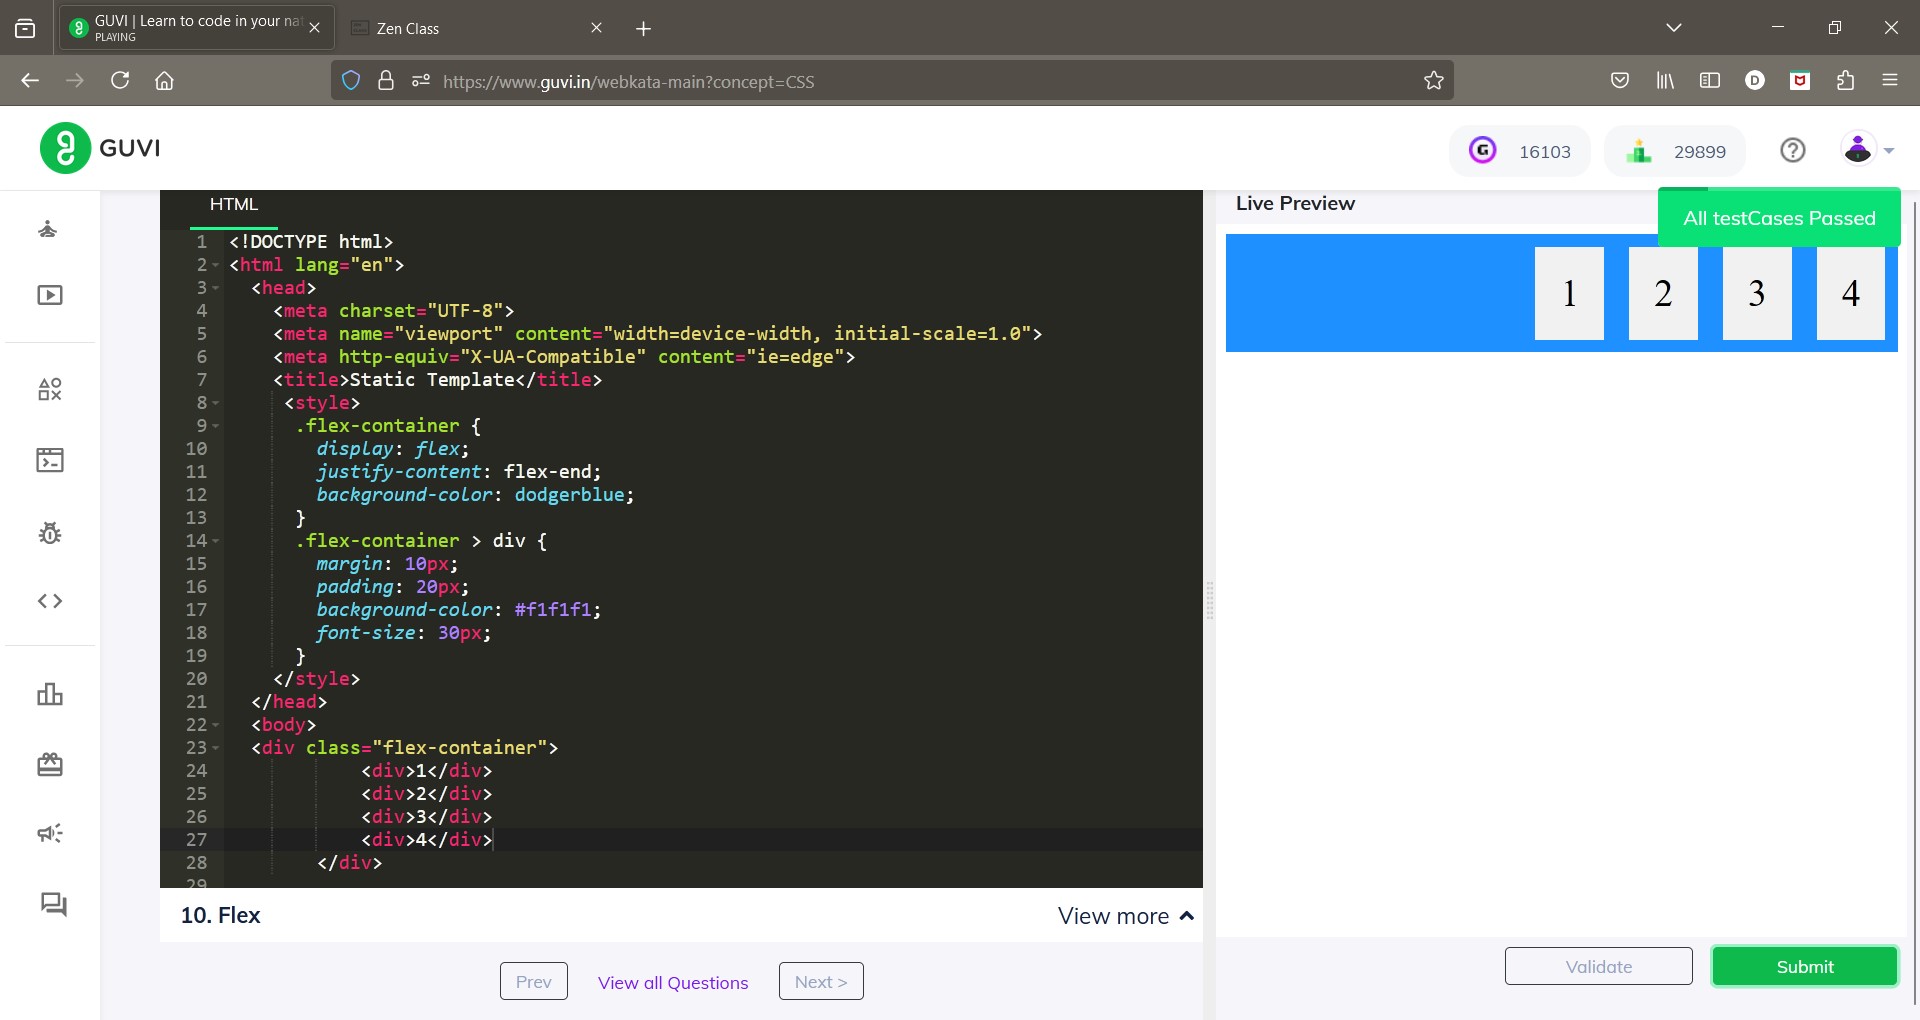 GUVI | Learn to code in your nat
PLAYING
Zen Class
https://www.guvi.in/webkata-main?concept=CSS
GUVI
16103
29899
HTML
Live Preview
All testCases Passed
1 <!DOCTYPE html>
2 <html lang="en">
3 <head>
4 <meta charset="UTF-8">
5 <meta name="viewport" content="width=device-width, initial-scale=1.0">
6 <meta http-equiv="X-UA-Compatible" content="ie=edge">
7 <title>Static Template</title>
8 <style>
9 .flex-container {
10 display: flex;
11 justify-content: flex-end;
12 background-color: dodgerblue;
13 }
14 .flex-container > div {
15 margin: 10px;
16 padding: 20px;
17 background-color: #f1f1f1;
18 font-size: 30px;
19 }
20 </style>
21 </head>
22 <body>
23 <div class="flex-container">
24 <div>1</div>
25 <div>2</div>
26 <div>3</div>
27 <div>4</div>
28 </div>
29
1 2 3 4
10. Flex
View more
Prev
View all Questions
Next >
Validate
Submit